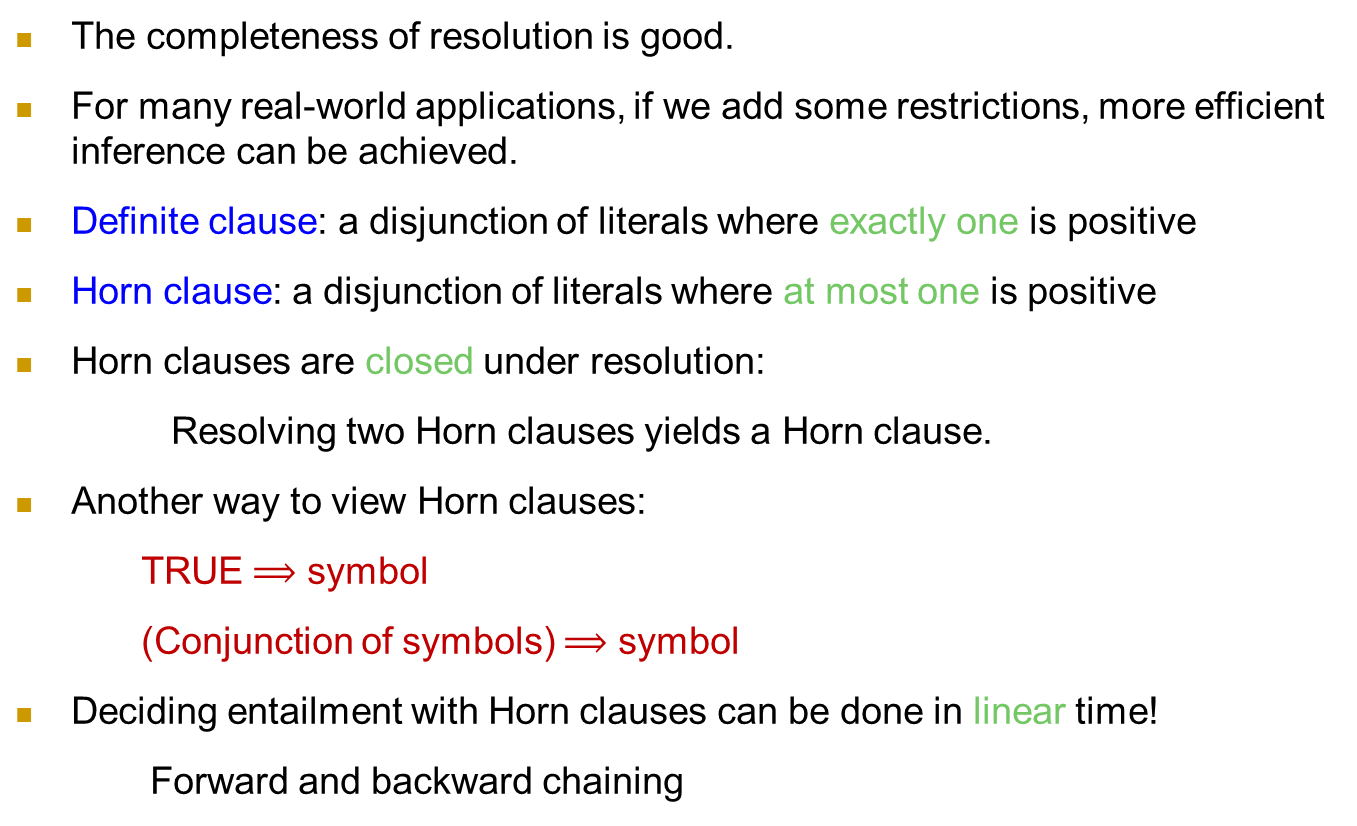 The completeness of resolution is good.
For many real-world applications, if we add some restrictions, more efficient
inference can be achieved.
Definite clause: a disjunction of literals where exactly one is positive
Horn clause: a disjunction of literals where at most one is positive
Horn clauses are closed under resolution:
Resolving two Horn clauses yields a Horn clause.
Another way to view Horn clauses:
TRUE ⟹ symbol
(Conjunction of symbols) ⟹ symbol
Deciding entailment with Horn clauses can be done in linear time!
Forward and backward chaining